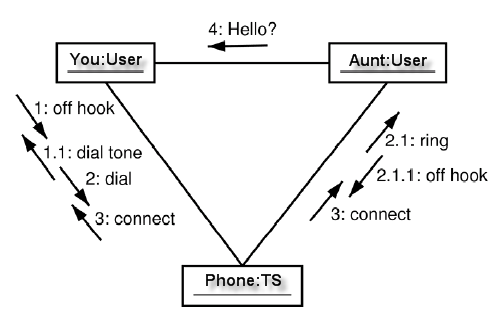 4: Hello?
You:User
Aunt:User
1: off hook
1.1: dial tone
2: dial
3: connect
2.1: ring
2.1.1: off hook
3: connect
Phone:TS